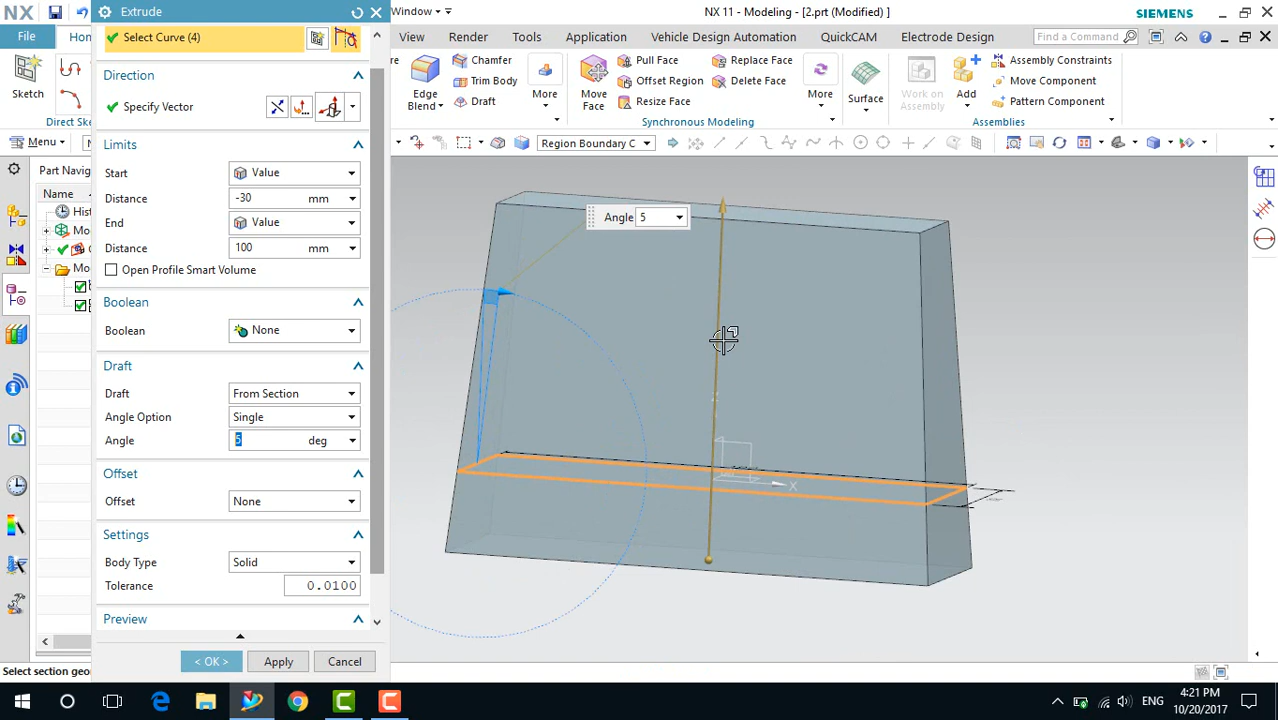 Extrude
Window
NX 11 - Modeling - [2.prt (Modified) ]
SIEMENS
File
View
Render
Tools
Application
Vehicle Design Automation
QuickCAM
Electrode Design
Find a Command
Select Curve (4)
Sketch
Direct Sk
Edge
Blend
Chamfer
Trim Body
Draft
More
Move
Face
Pull Face
Offset Region
Resize Face
Replace Face
Delete Face
More
Synchronous Modeling
Surface
Work on
Assembly
Add
Assembly Constraints
Move Component
Pattern Component
Assemblies
Menu
Region Boundary C
Part Navig
Name
Hist
Direction
Specify Vector
Limits
Start
Value
Distance
-30
mm
End
Value
Distance
100
mm
Open Profile Smart Volume
Boolean
Boolean
None
Draft
Draft
From Section
Angle Option
Single
Angle
5
deg
Offset
Offset
None
Settings
Body Type
Solid
Tolerance
0.0100
Preview
< OK >
Apply
Cancel
Angle 5
X
Select section geo
ENG
4:21 PM
10/20/2017